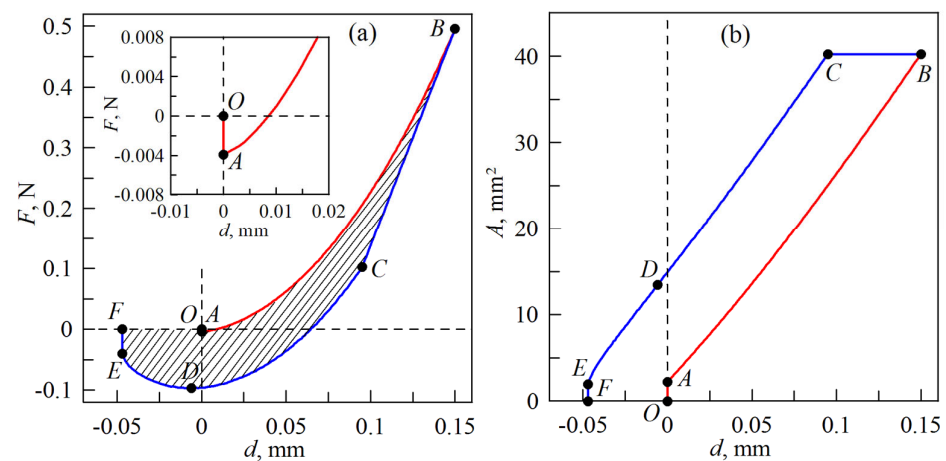 (a)
F, N
0.5
0.4
0.3
0.2
0.1
0
-0.1
-0.05
0
0.05
0.1
0.15
d, mm
B
C
D
E
F
O A
F, N
0.008
0.004
0
-0.004
-0.008
-0.01
0
0.01
0.02
d, mm
O
A
(b)
A, mm²
40
30
20
10
0
-0.05
0
0.05
0.1
0.15
d, mm
C
B
D
E
F
A
O